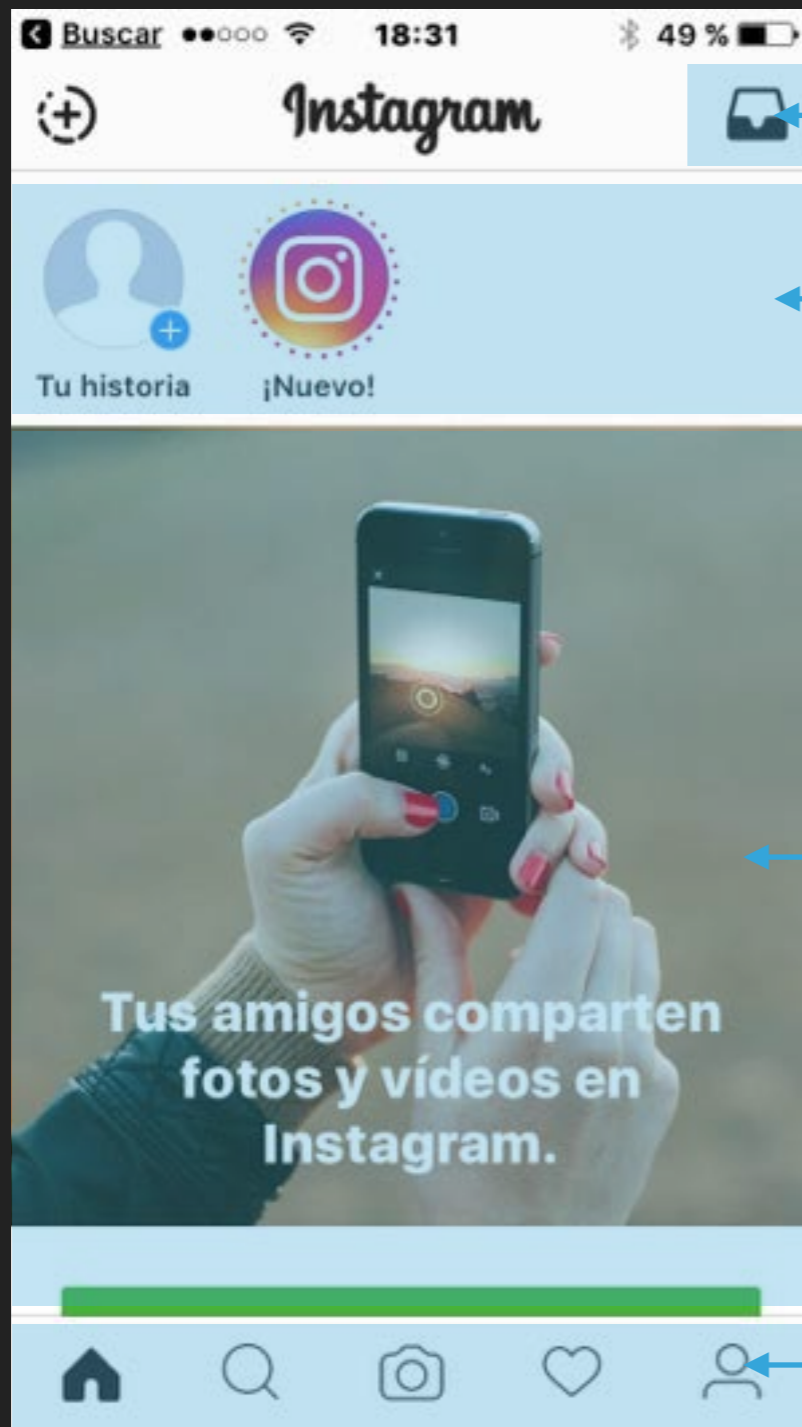 Buscar 18:31 49 %
Instagram
Tu historia ¡Nuevo!
Tus amigos comparten
fotos y vídeos en
Instagram.